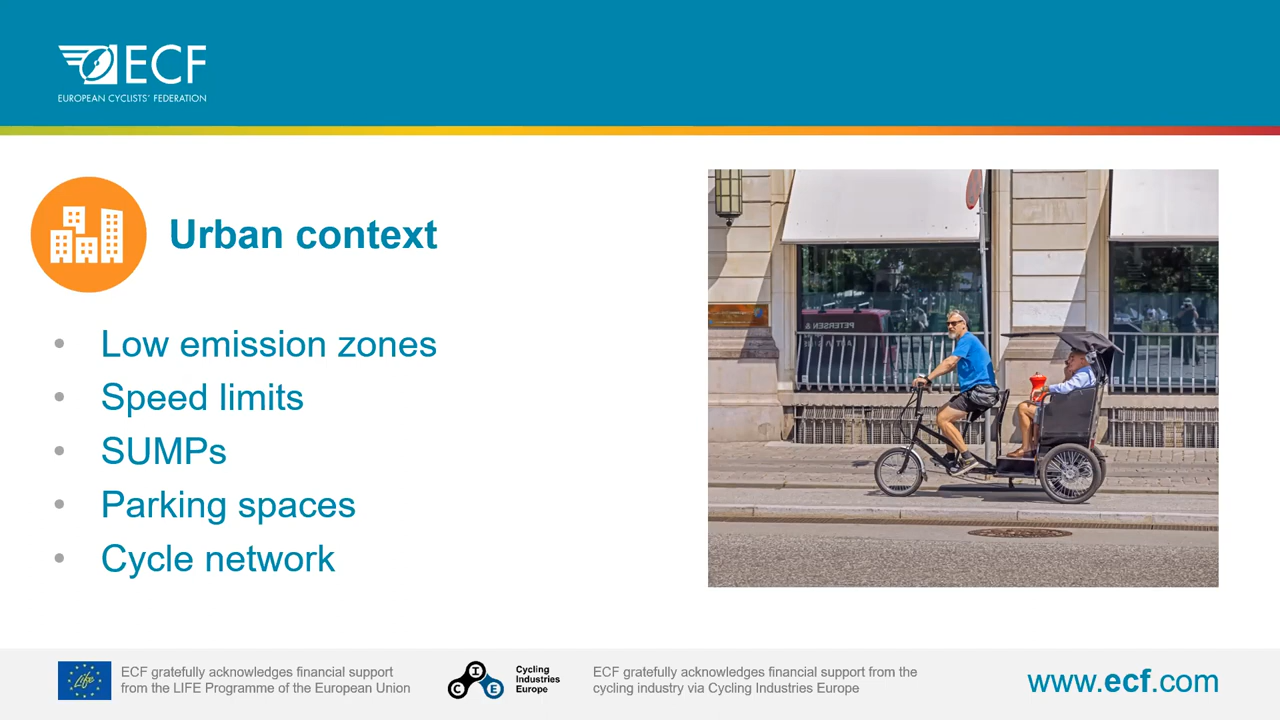 ECF
EUROPEAN CYCLISTS' FEDERATION
Urban context
• Low emission zones
• Speed limits
• SUMPs
• Parking spaces
• Cycle network
PETERSEN &
Life
ECF gratefully acknowledges financial support
from the LIFE Programme of the European Union
C I E
Cycling
Industries
Europe
ECF gratefully acknowledges financial support from the
cycling industry via Cycling Industries Europe
www.ecf.com